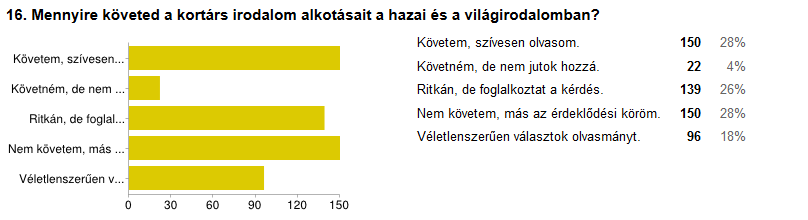 16. Mennyire követed a kortárs irodalom alkotásait a hazai és a világirodalomban?
Követem, szívesen...
Követném, de nem ...
Ritkán, de foglal...
Nem követem, más ...
Véletlenszerűen v...
0 30 60 90 120 150
Követem, szívesen olvasom. 150 28%
Követném, de nem jutok hozzá. 22 4%
Ritkán, de foglalkoztat a kérdés. 139 26%
Nem követem, más az érdeklődési köröm. 150 28%
Véletlenszerűen választok olvasmányt. 96 18%